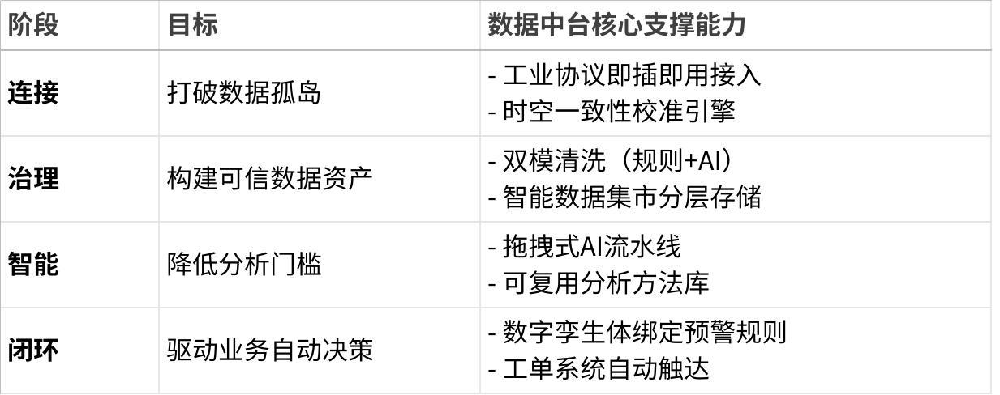 阶段 目标 数据中台核心支撑能力
连接 打破数据孤岛 - 工业协议即插即用接入
- 时空一致性校准引擎
治理 构建可信数据资产 - 双模清洗（规则+AI）
- 智能数据集市分层存储
智能 降低分析门槛 - 拖拽式AI流水线
- 可复用分析方法库
闭环 驱动业务自动决策 - 数字孪生体绑定预警规则
- 工单系统自动触达